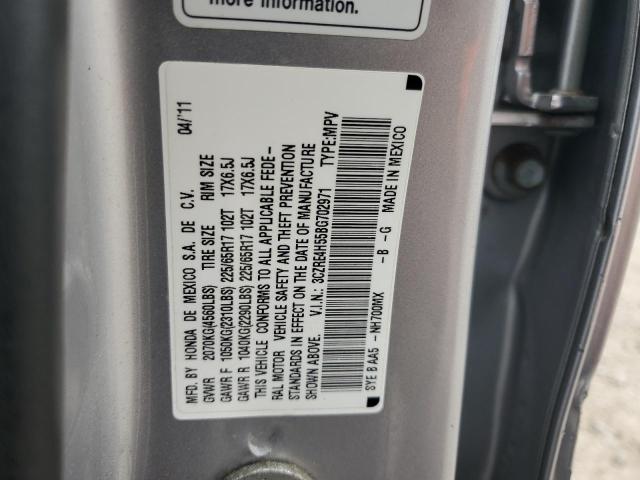 more information.
MFD. BY HONDA DE MEXICO S.A. DE C.V. 04/'11
GVWR 2070KG(4560LBS) TIRE SIZE RIM SIZE
GAWR F 1050KG(2310LBS) 225/65R17 102T 17X6.5J
GAWR R 1040KG(2290LBS) 225/65R17 102T 17X6.5J
THIS VEHICLE CONFORMS TO ALL APPLICABLE FEDE-
RAL MOTOR VEHICLE SAFETY AND THEFT PREVENTION
STANDARDS IN EFFECT ON THE DATE OF MANUFACTURE
SHOWN ABOVE. V.I.N.: 3CZRE4H55BG702971 TYPE:MPV
SYE B AA5 -NH700MX -B -G MADE IN MEXICO